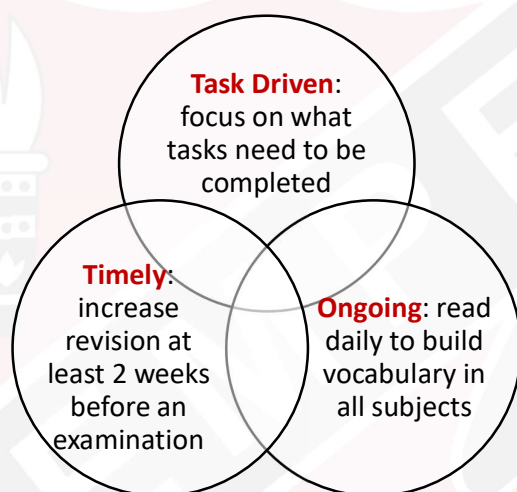 Task Driven:
focus on what
tasks need to be
completed
Timely:
increase
revision at
least 2 weeks
before an
examination
Ongoing: read
daily to build
vocabulary in
all subjects